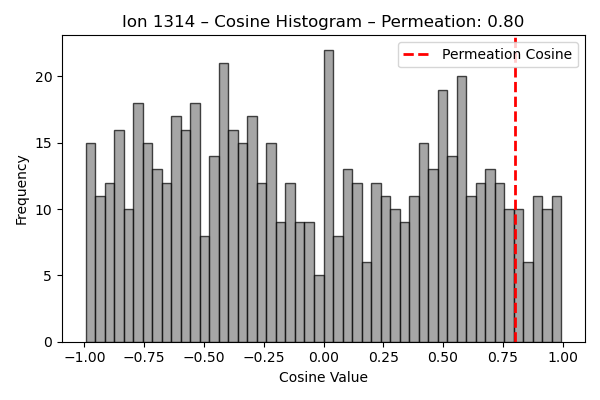 Ion 1314 – Cosine Histogram – Permeation: 0.80
Permeation Cosine
20
15
10
5
0
Frequency
−1.00 −0.75 −0.50 −0.25 0.00 0.25 0.50 0.75 1.00
Cosine Value